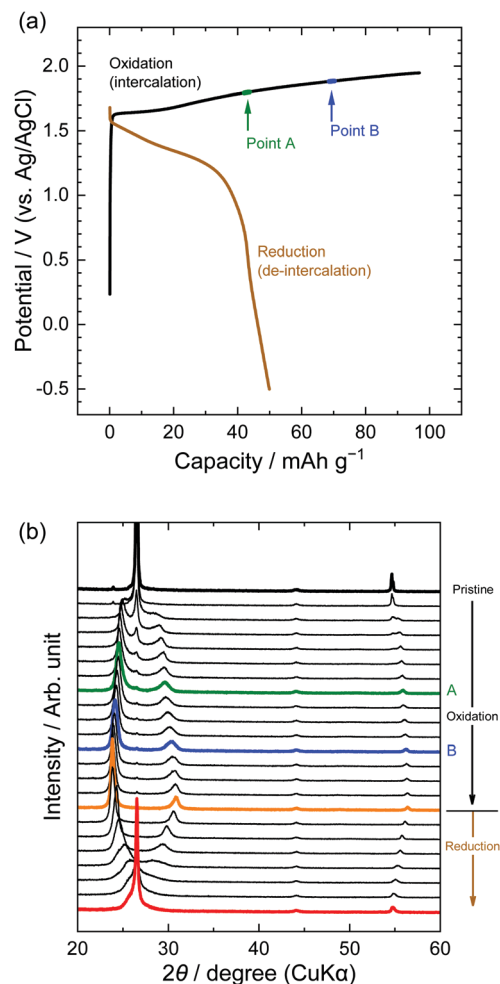 (a)
Oxidation
(intercalation)
Point A
Point B
Reduction
(de-intercalation)
2.0
1.5
1.0
0.5
0.0
-0.5
Potential / V (vs. Ag/AgCl)
0
20
40
60
80
100
Capacity / mAh g⁻¹
(b)
Pristine
A
Oxidation
B
Reduction
Intensity / Arb. unit
20
30
40
50
60
2θ / degree (CuKα)